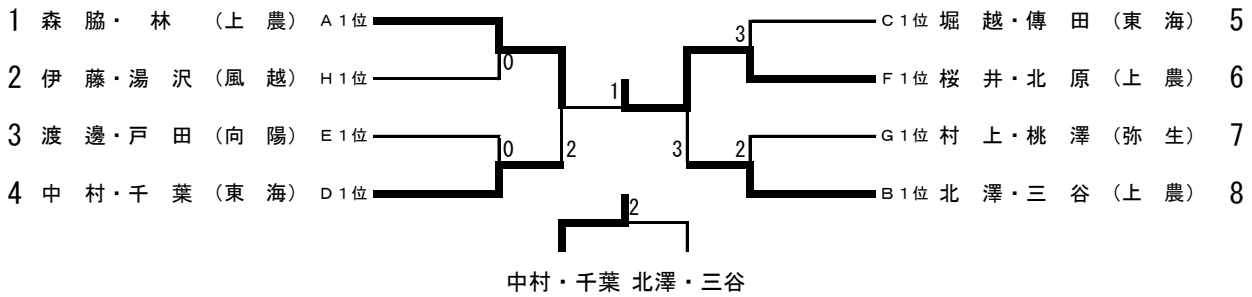 1 森 脇・ 林 （上 農） A1位
2 伊 藤・湯 沢 （風 越） H1位
3 渡 邊・戸 田 （向 陽） E1位
4 中 村・千 葉 （東 海） D1位
0
0
2
1
3
3
2
C1位 堀 越・傳 田 （東 海） 5
F1位 桜 井・北 原 （上 農） 6
G1位 村 上・桃 澤 （弥 生） 7
B1位 北 澤・三 谷 （上 農） 8
2
中村・千葉 北澤・三谷